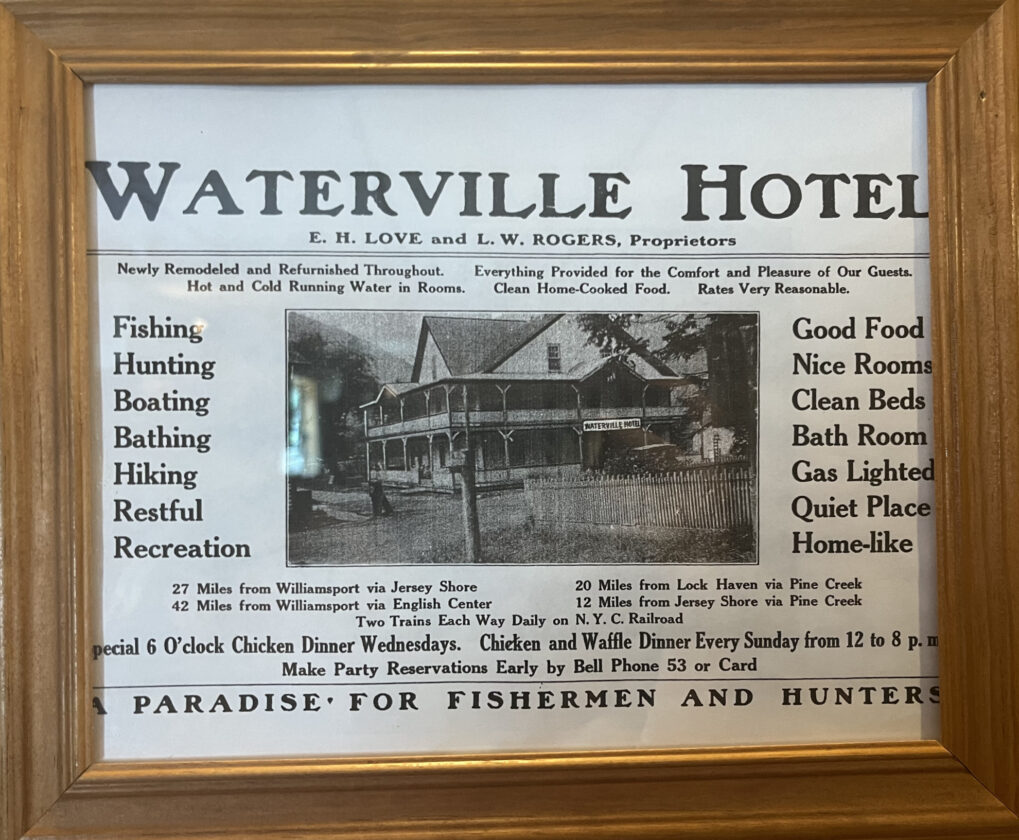 WATERVILLE HOTEL
E. H. LOVE and L. W. ROGERS, Proprietors
Newly Remodeled and Refurnished Throughout. Everything Provided for the Comfort and Pleasure of Our Guests.
Hot and Cold Running Water in Rooms. Clean Home-Cooked Food. Rates Very Reasonable.
Fishing
Hunting
Boating
Bathing
Hiking
Restful
Recreation
WATERVILLE HOTEL
Good Food
Nice Rooms
Clean Beds
Bath Room
Gas Lighted
Quiet Place
Home-like
27 Miles from Williamsport via Jersey Shore 20 Miles from Lock Haven via Pine Creek
42 Miles from Williamsport via English Center 12 Miles from Jersey Shore via Pine Creek
Two Trains Each Way Daily on N. Y. C. Railroad
pecial 6 O'clock Chicken Dinner Wednesdays. Chicken and Waffle Dinner Every Sunday from 12 to 8 p. m
Make Party Reservations Early by Bell Phone 53 or Card
A PARADISE FOR FISHERMEN AND HUNTERS